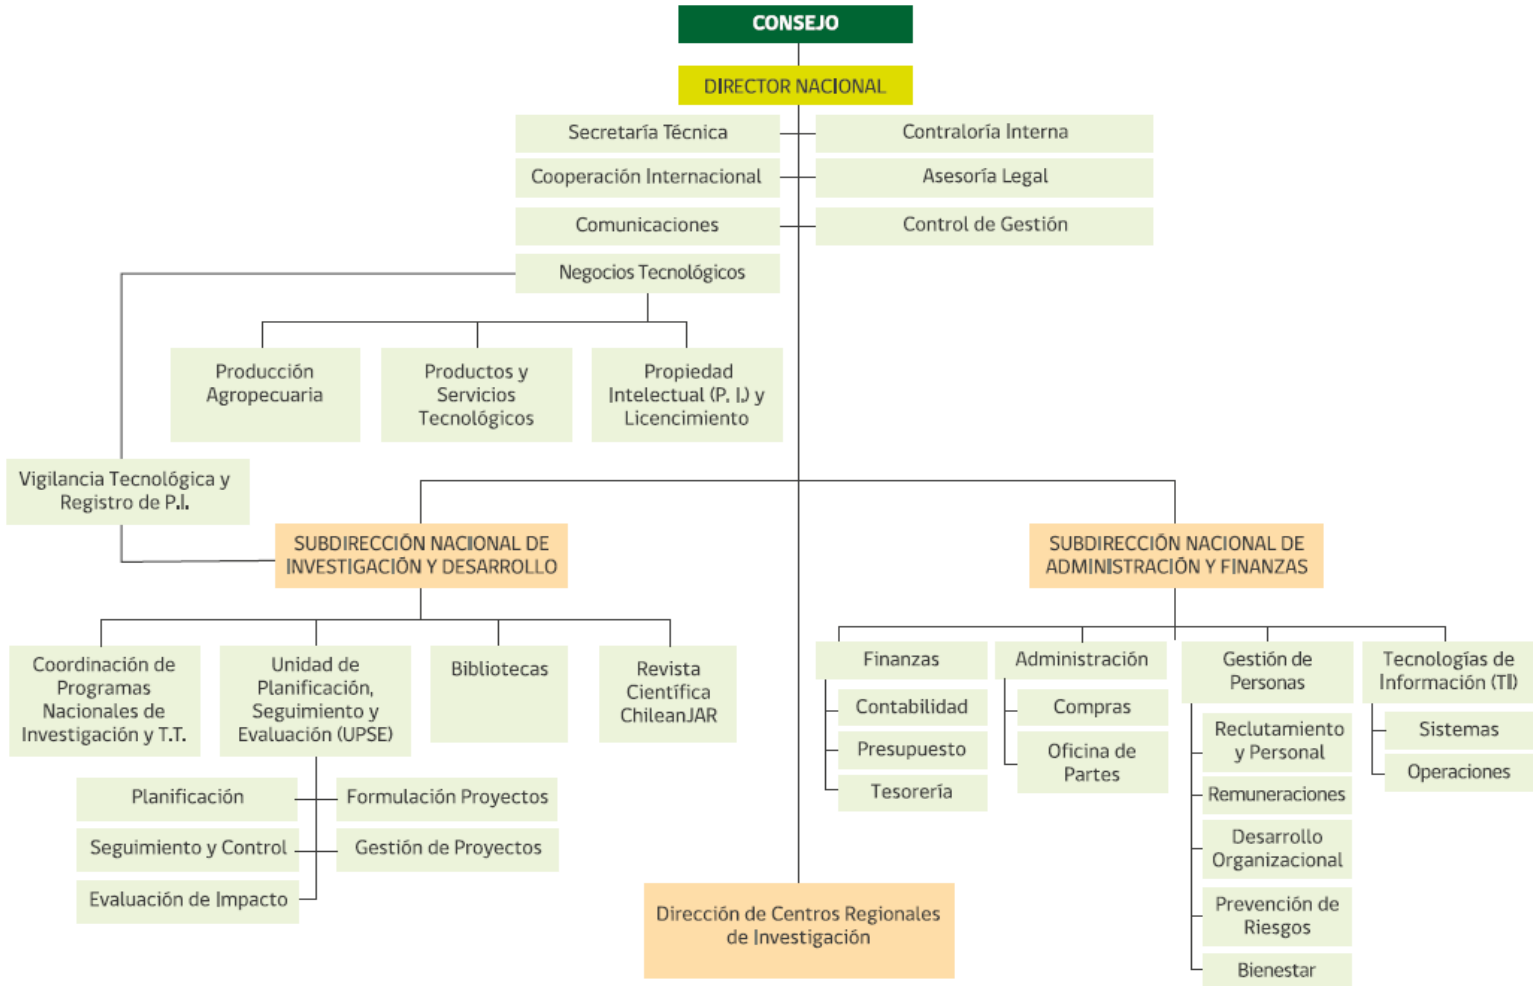 CONSEJO
DIRECTOR NACIONAL
Secretaría Técnica
Contraloría Interna
Cooperación Internacional
Asesoría Legal
Comunicaciones
Control de Gestión
Negocios Tecnológicos
Producción
Agropecuaria
Productos y
Servicios
Tecnológicos
Propiedad
Intelectual (P. I.) y
Licencimiento
Vigilancia Tecnológica y
Registro de P.I.
SUBDIRECCIÓN NACIONAL DE
INVESTIGACIÓN Y DESARROLLO
SUBDIRECCIÓN NACIONAL DE
ADMINISTRACIÓN Y FINANZAS
Coordinación de
Programas
Nacionales de
Investigación y T.T.
Unidad de
Planificación,
Seguimiento y
Evaluación (UPSE)
Bibliotecas
Revista
Científica
ChileanJAR
Planificación
Formulación Proyectos
Seguimiento y Control
Gestión de Proyectos
Evaluación de Impacto
Finanzas
Contabilidad
Presupuesto
Tesorería
Administración
Compras
Oficina de
Partes
Gestión de
Personas
Reclutamiento
y Personal
Remuneraciones
Desarrollo
Organizacional
Prevención de
Riesgos
Bienestar
Tecnologías de
Información (TI)
Sistemas
Operaciones
Dirección de Centros Regionales
de Investigación